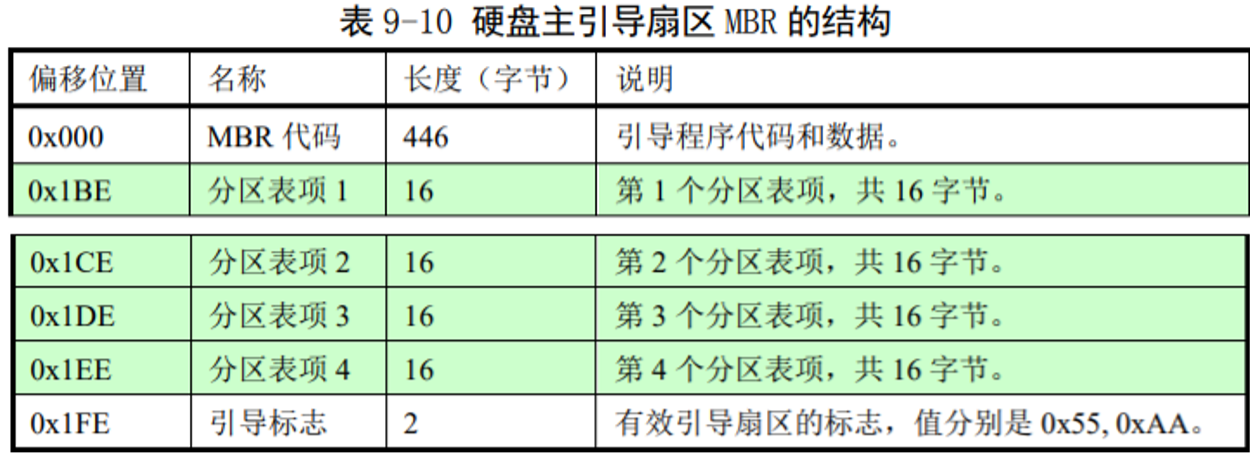 表 9-10 硬盘主引导扇区 MBR 的结构
偏移位置 名称 长度（字节） 说明
0x000 MBR 代码 446 引导程序代码和数据。
0x1BE 分区表项 1 16 第 1 个分区表项，共 16 字节。
0x1CE 分区表项 2 16 第 2 个分区表项，共 16 字节。
0x1DE 分区表项 3 16 第 3 个分区表项，共 16 字节。
0x1EE 分区表项 4 16 第 4 个分区表项，共 16 字节。
0x1FE 引导标志 2 有效引导扇区的标志，值分别是 0x55, 0xAA。